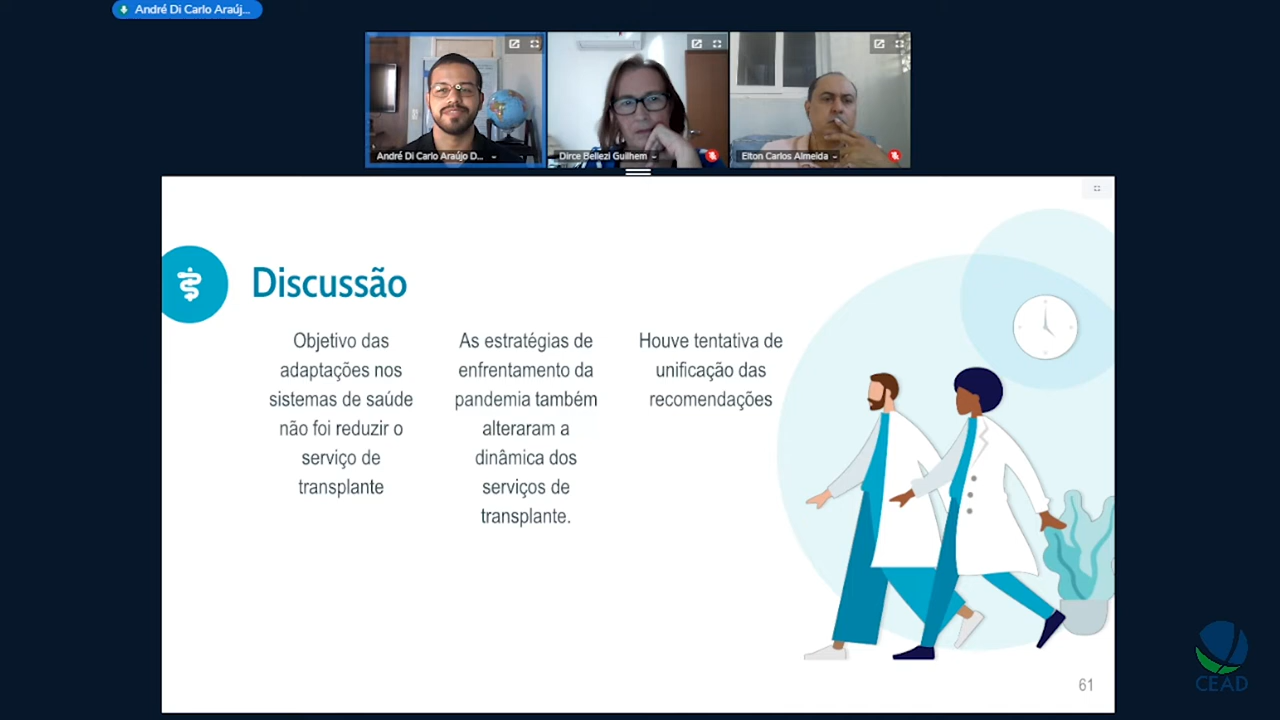 André Di Carlo Araúj...
André Di Carlo Araújo D...
Dirce Bellezi Guilhem
Elton Carlos Almeida
Discussão
Objetivo das
adaptações nos
sistemas de saúde
não foi reduzir o
serviço de
transplante
As estratégias de
enfrentamento da
pandemia também
alteraram a
dinâmica dos
serviços de
transplante.
Houve tentativa de
unificação das
recomendações
61
CEAD